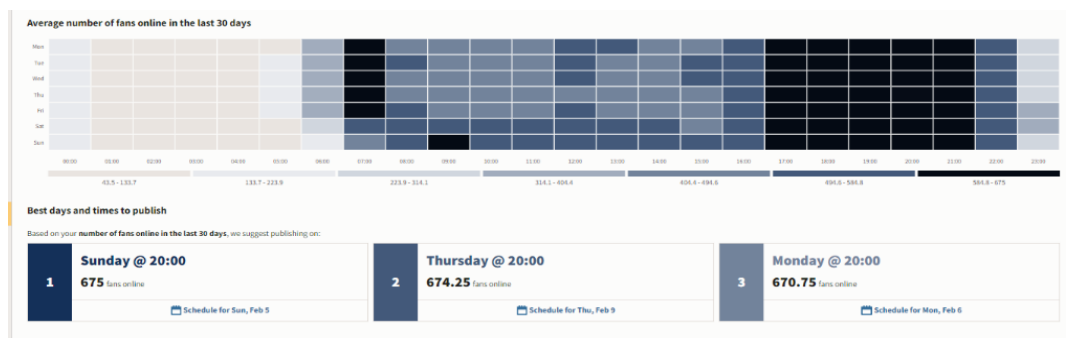 Average number of fans online in the last 30 days
Mon
Tue
Wed
Thu
Fri
Sat
Sun
00:00 01:00 02:00 03:00 04:00 05:00 06:00 07:00 08:00 09:00 10:00 11:00 12:00 13:00 14:00 15:00 16:00 17:00 18:00 19:00 20:00 21:00 22:00 23:00
43.5 - 133.7 133.7 - 223.9 223.9 - 314.1 314.1 - 404.4 404.4 - 494.6 494.6 - 584.8 584.8 - 675
Best days and times to publish
Based on your number of fans online in the last 30 days, we suggest publishing on:
1
Sunday @ 20:00
675 fans online
Schedule for Sun, Feb 5
2
Thursday @ 20:00
674.25 fans online
Schedule for Thu, Feb 9
3
Monday @ 20:00
670.75 fans online
Schedule for Mon, Feb 6